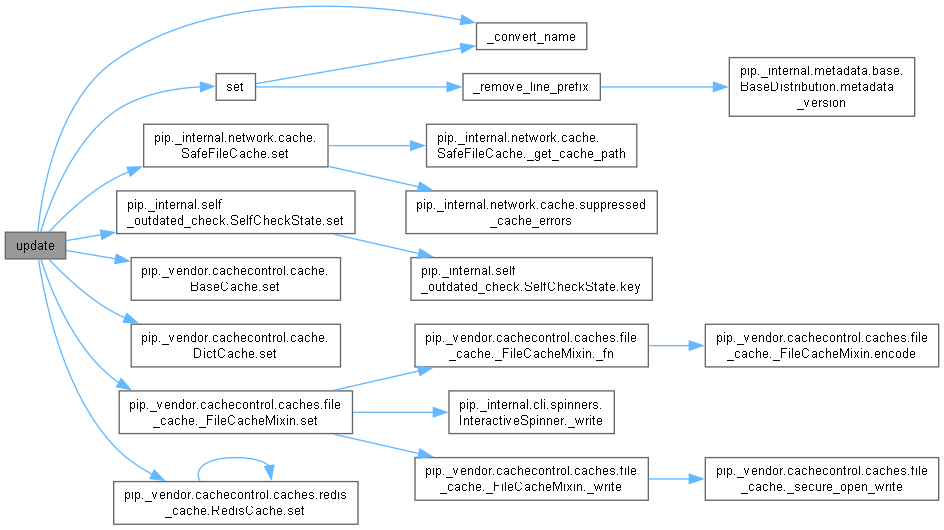 _convert_name
set
_remove_line_prefix
pip._internal.metadata.base.
BaseDistribution.metadata
_version
pip._internal.network.cache.
SafeFileCache.set
pip._internal.network.cache.
SafeFileCache._get_cache_path
pip._internal.network.cache.suppressed
_cache_errors
pip._internal.self
_outdated_check.SelfCheckState.set
update
pip._vendor.cachecontrol.cache.
BaseCache.set
pip._internal.self
_outdated_check.SelfCheckState.key
pip._vendor.cachecontrol.cache.
DictCache.set
pip._vendor.cachecontrol.caches.file
_cache._FileCacheMixin._fn
pip._vendor.cachecontrol.caches.file
_cache._FileCacheMixin.encode
pip._vendor.cachecontrol.caches.file
_cache._FileCacheMixin.set
pip._internal.cli.spinners.
InteractiveSpinner._write
pip._vendor.cachecontrol.caches.file
_cache._FileCacheMixin._write
pip._vendor.cachecontrol.caches.file
_cache._secure_open_write
pip._vendor.cachecontrol.caches.redis
_cache.RedisCache.set